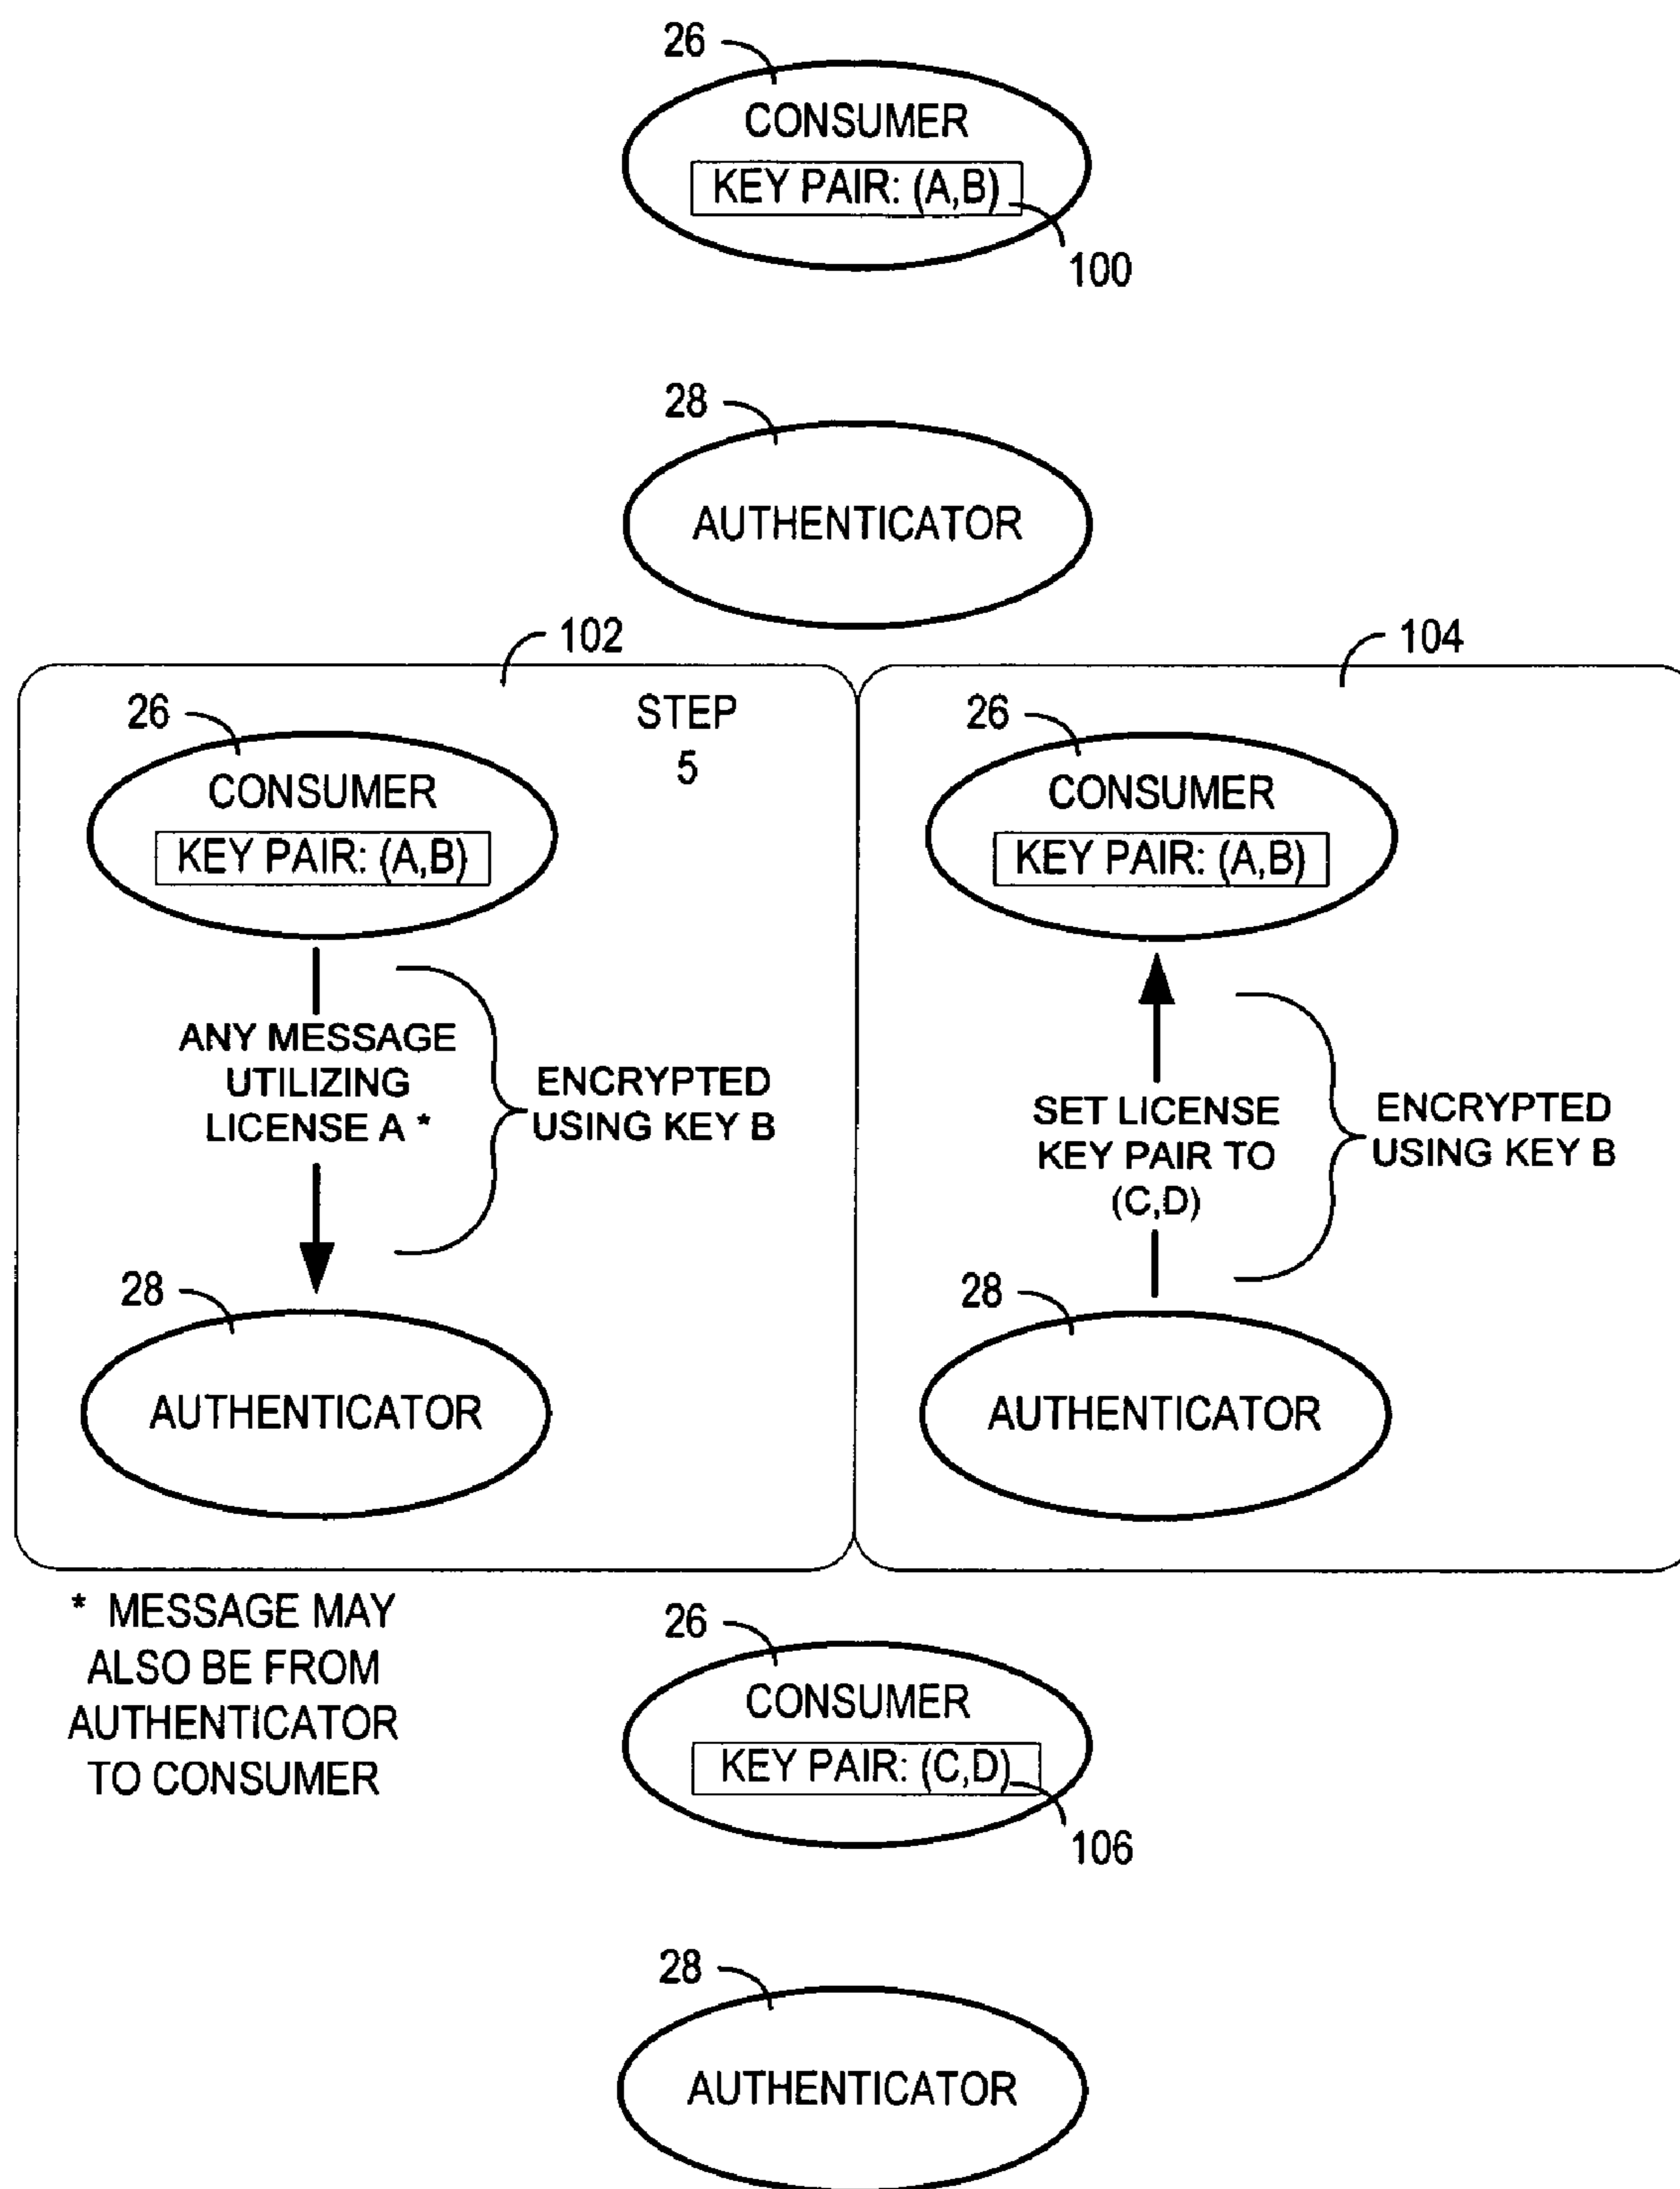 26
CONSUMER
KEY PAIR: (A,B)
100
28
AUTHENTICATOR
102
STEP
5
26
CONSUMER
KEY PAIR: (A,B)
ANY MESSAGE
UTILIZING
LICENSE A *
ENCRYPTED
USING KEY B
28
AUTHENTICATOR
104
26
CONSUMER
KEY PAIR: (A,B)
SET LICENSE
KEY PAIR TO
(C,D)
ENCRYPTED
USING KEY B
28
AUTHENTICATOR
* MESSAGE MAY
ALSO BE FROM
AUTHENTICATOR
TO CONSUMER
26
CONSUMER
KEY PAIR: (C,D)
106
28
AUTHENTICATOR